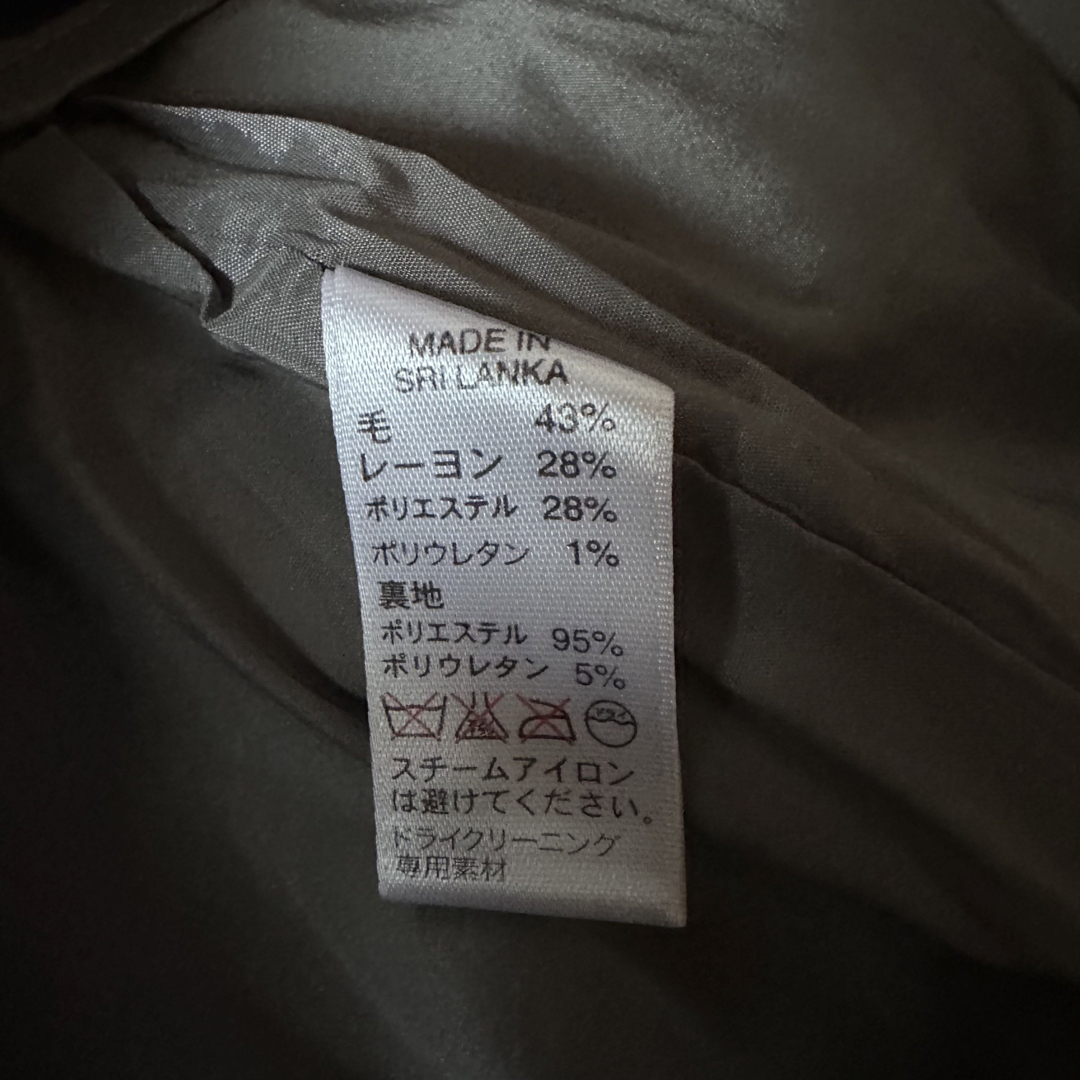 MADE IN
SRI LANKA
毛 43%
レーヨン 28%
ポリエステル 28%
ポリウレタン 1%
裏地
ポリエステル 95%
ポリウレタン 5%
スチームアイロン
は避けてください。
ドライクリーニング
専用素材